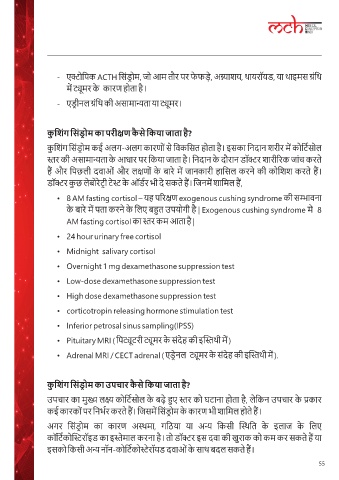 mch
- एक्टोपिक ACTH सिंड्रोम, जो आम तौर पर फेफड़े, अग्न्याशय, थायरॉयड, या थाइमस ग्रंथि
में ट्यूमर के कारण होता है।
- एड्रीनल ग्रंथि की असामान्यता या ट्यूमर।
कुशिंग सिंड्रोम का परीक्षण कैसे किया जाता है?
कुशिंग सिंड्रोम कई अलग-अलग कारणों से विकसित होता है। इसका निदान शरीर में कोर्टिसोल
स्तर की असामान्यता के आधार पर किया जाता है। निदान के दौरान डॉक्टर शारीरिक जांच करते
हैं और पिछली दवाओं और लक्षणों के बारे में जानकारी हासिल करने की कोशिश करते हैं।
डॉक्टर कुछ लेबोरेट्री टेस्ट के ऑर्डर भी दे सकते हैं। जिनमें शामिल हैं,
• 8 AM fasting cortisol – यह परिक्षण exogenous cushing syndrome की सम्भावना
के बारे में पता करने के लिए बहुत उपयोगी है | Exogenous cushing syndrome में 8
AM fasting cortisol का स्तर कम आता है |
• 24 hour urinary free cortisol
• Midnight salivary cortisol
• Overnight 1 mg dexamethasone suppression test
• Low-dose dexamethasone suppression test
• High dose dexamethasone suppression test
• corticotropin releasing hormone stimulation test
• Inferior petrosal sinus sampling(IPSS)
• Pituitary MRI ( पिट्यूटरी ट्यूमर के संदेह की इस्तिथी में )
• Adrenal MRI / CECT adrenal ( एड्रेनल ट्यूमर के संदेह की इस्तिथी में ).
कुशिंग सिंड्रोम का उपचार कैसे किया जाता है?
उपचार का मुख्य लक्ष्य कोर्टिसोल के बढ़े हुए स्तर को घटाना होता है, लेकिन उपचार के प्रकार
कई कारकों पर निर्भर करते हैं। जिसमें सिंड्रोम के कारण भी शामिल होते हैं।
अगर सिंड्रोम का कारण अस्थमा, गठिया या अन्य किसी स्थिति के इलाज के लिए
कॉर्टिकोस्टिरॉइड का इस्तेमाल करना है। तो डॉक्टर इस दवा की खुराक को कम कर सकते हैं या
इसको किसी अन्य नॉन-कोर्टिकोस्टेरॉयड दवाओं के साथ बदल सकते हैं।
55